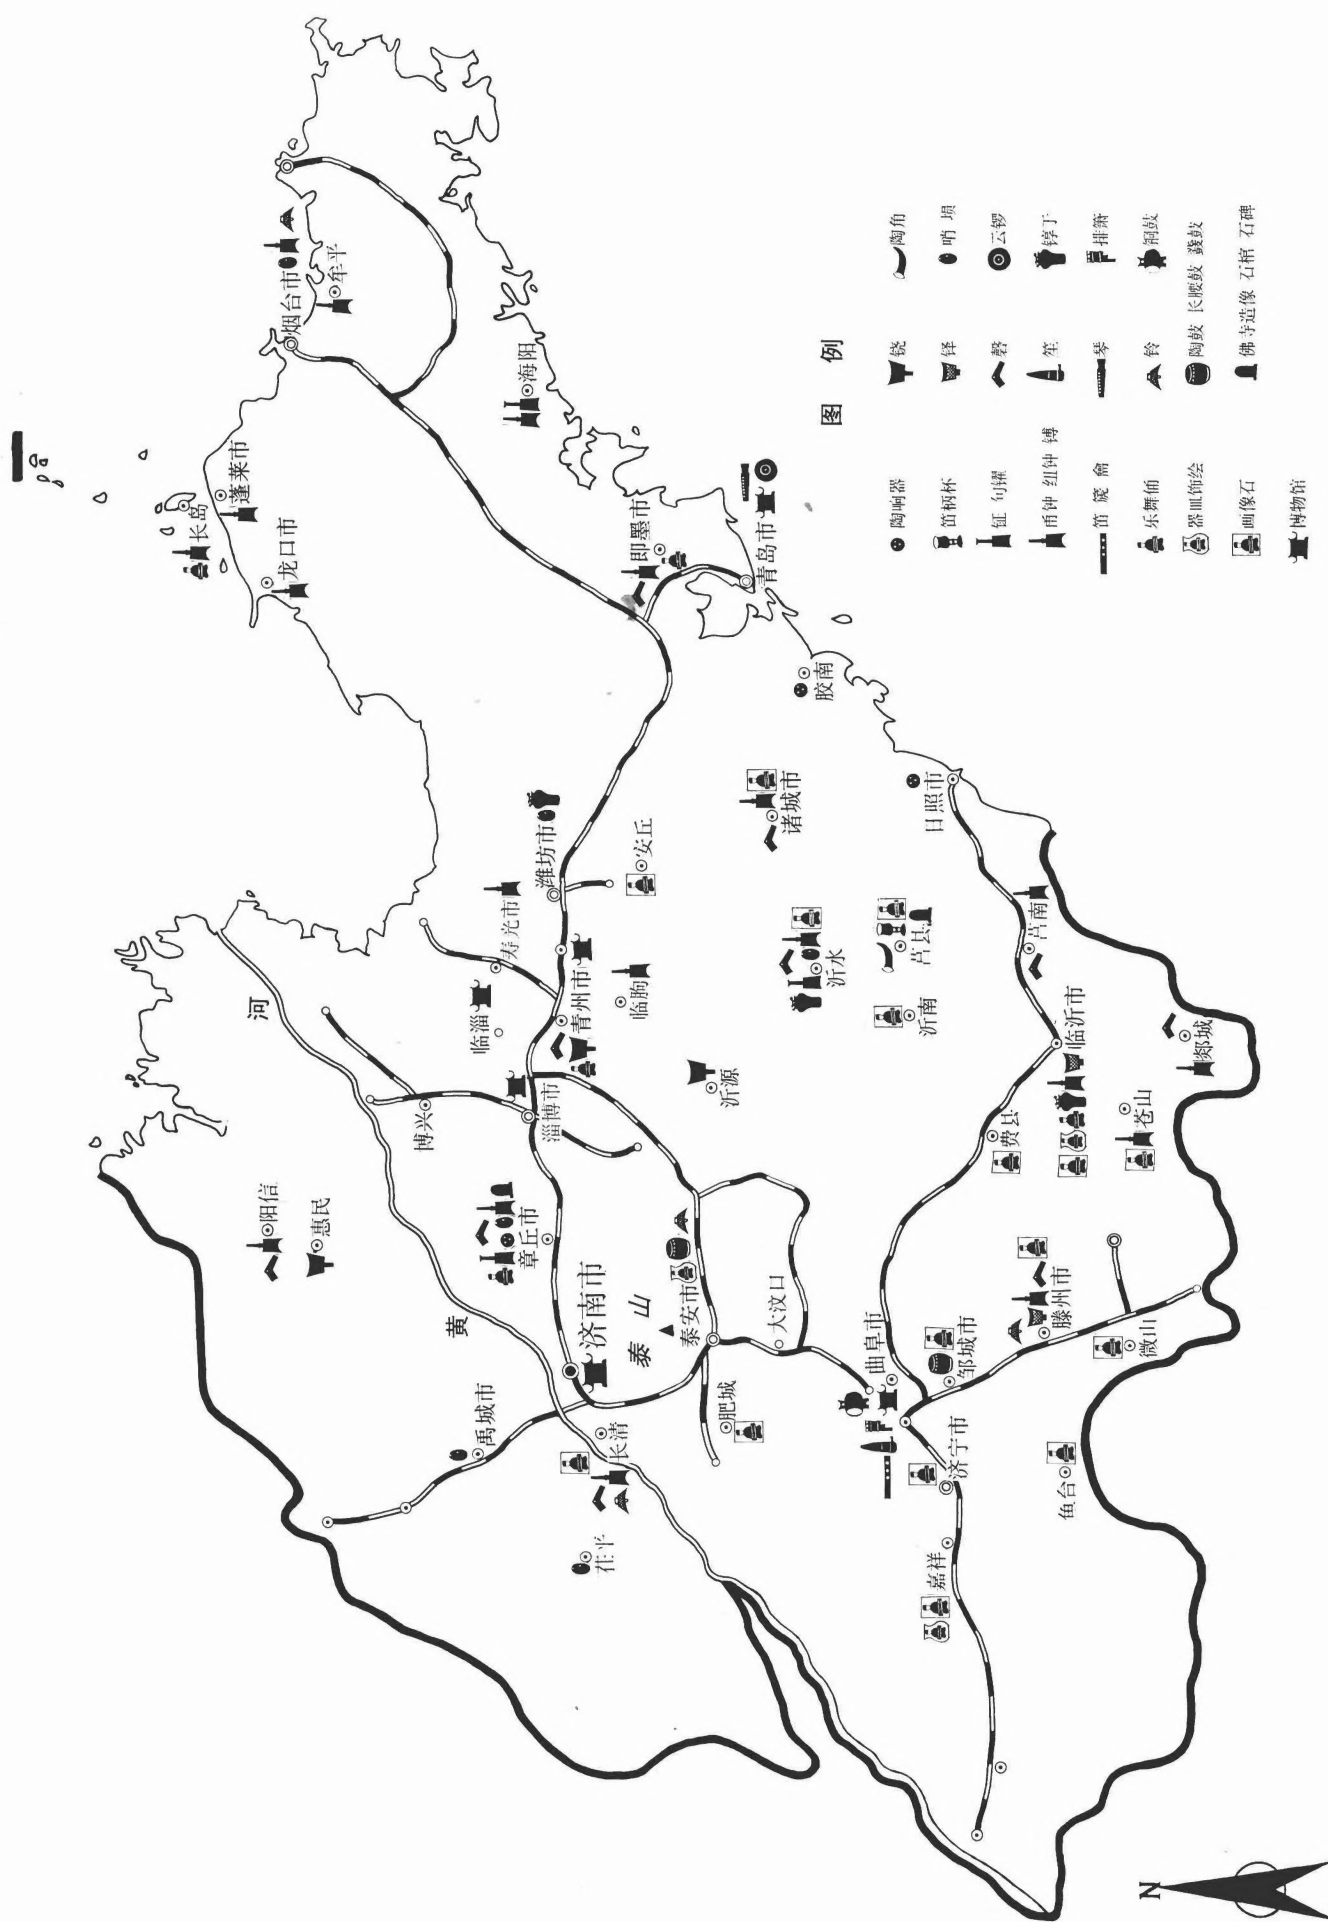 烟台市
牟平
海阳
蓬莱市
长岛
龙口市
即墨市
青岛市
胶南
诸城市
日照市
潍坊市
安丘
寿光市
临淄
青州市
临朐
沂水
莒县
沂南
莒南
临沂市
郯城
苍山
费县
沂源
淄博市
博兴
河
黄
阳信
惠民
章丘市
济南市
泰山
泰安市
大汶口
曲阜市
邹城市
滕州市
微山
禹城市
长清
肥城
济宁市
鱼台
茌平
嘉祥
图 例
陶响器
铙
陶角
笛柄杯
铎
哨 埙
钲 句鑃
磬
云锣
甬钟 纽钟 镈
笙
錞于
笛 篪 龠
琴
排箫
乐舞俑
铃
铜鼓
器皿饰绘
陶鼓 长腰鼓 鼗鼓
画像石
佛寺造像 石棺 石碑
博物馆
N